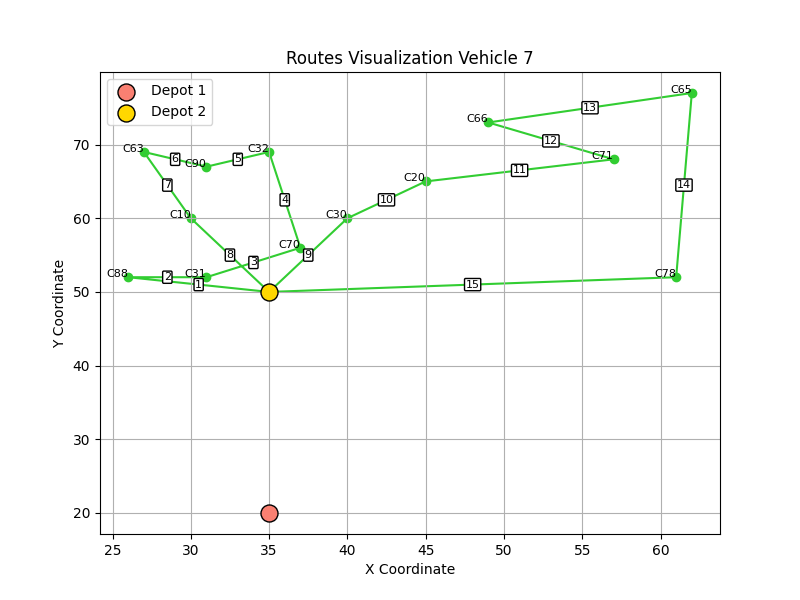 Routes Visualization Vehicle 7
Depot 1
Depot 2
C65
C66
13
C71
12
C63
C90
C32
6
5
C20
11
7
4
14
10
C10
C30
8
C70
9
3
C88
2
C31
1
C78
15
70
60
50
40
30
20
Y Coordinate
25 30 35 40 45 50 55 60
X Coordinate